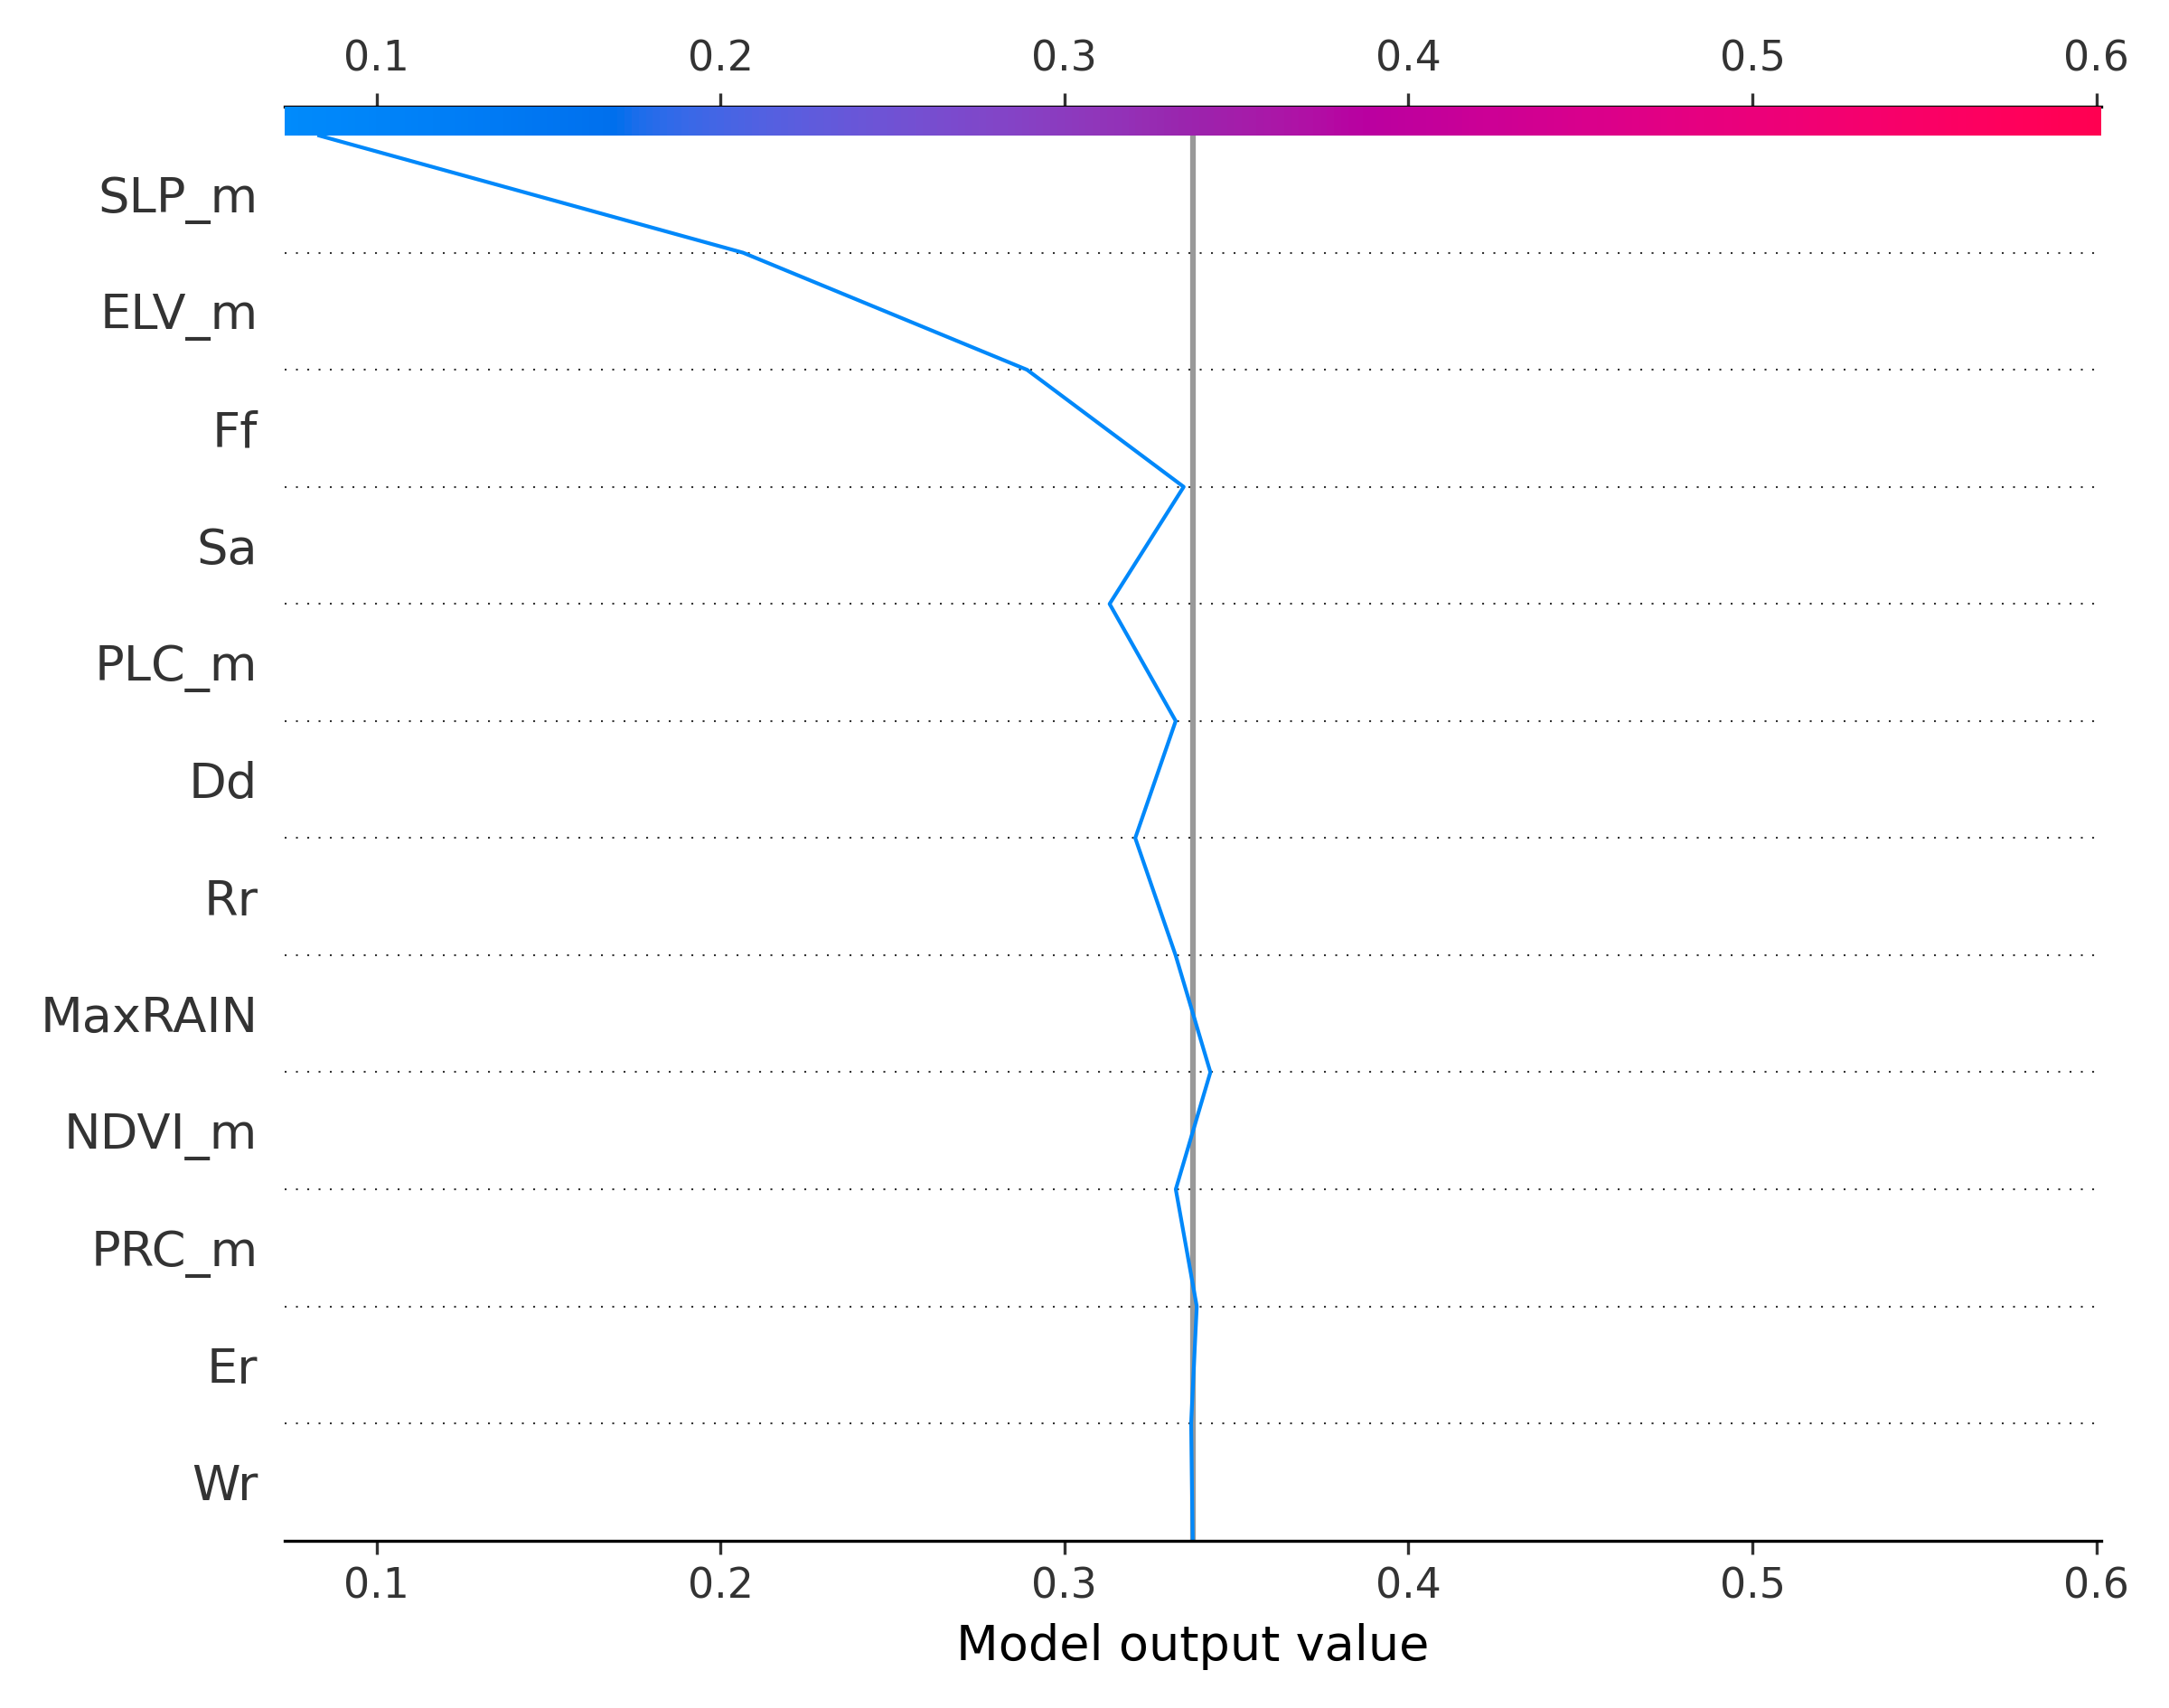 0.1 0.2 0.3 0.4 0.5 0.6
SLP_m
ELV_m
Ff
Sa
PLC_m
Dd
Rr
MaxRAIN
NDVI_m
PRC_m
Er
Wr
0.1 0.2 0.3 0.4 0.5 0.6
Model output value